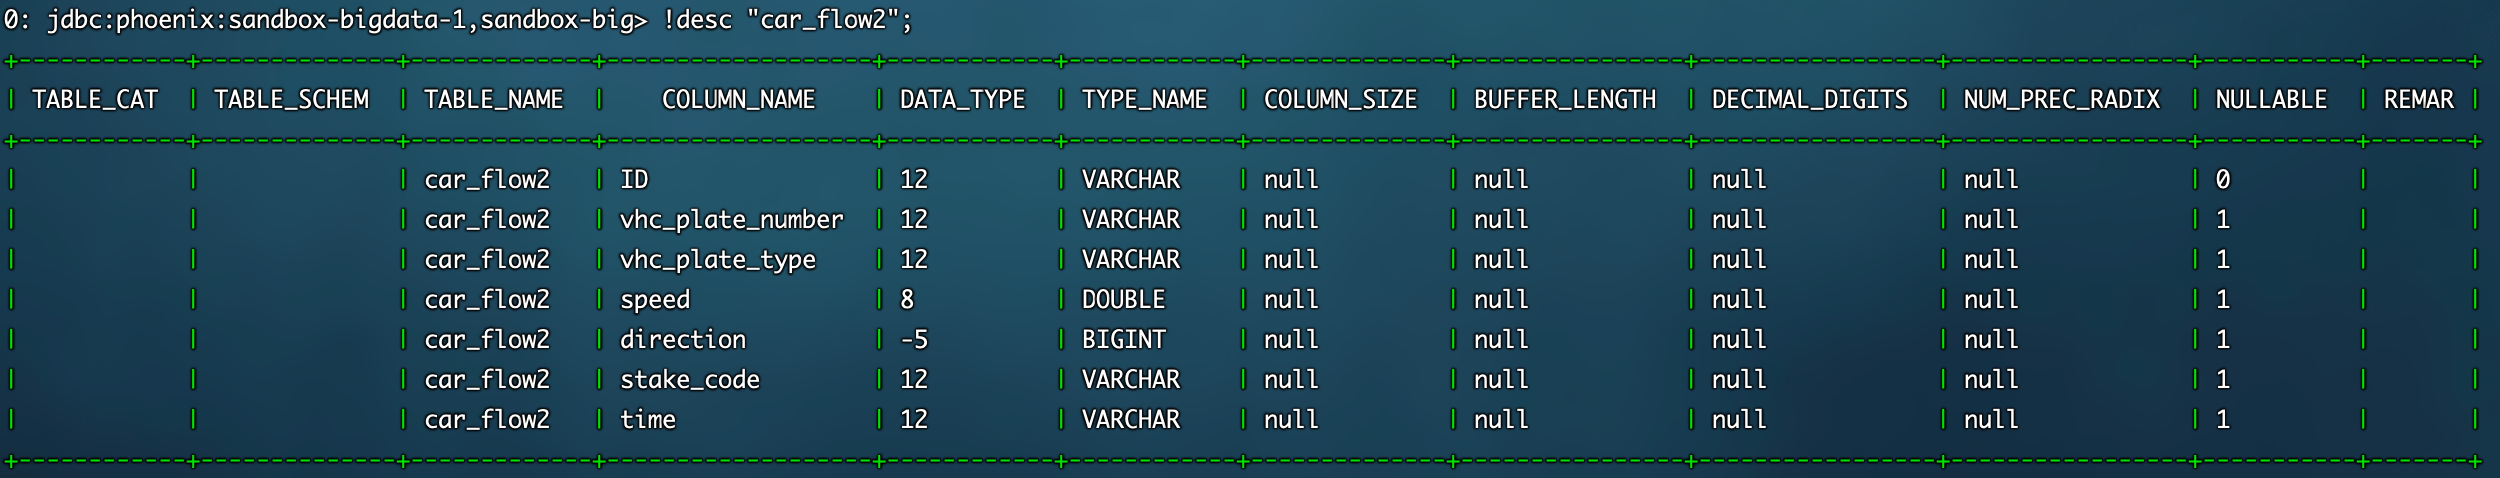 0: jdbc:phoenix:sandbox-bigdata-1,sandbox-big> !desc "car_flow2";
+------------+--------------+------------+------------------+------------+------------+--------------+----------------+-----------------+-----------------+-----------+-------+
| TABLE_CAT | TABLE_SCHEM | TABLE_NAME | COLUMN_NAME | DATA_TYPE | TYPE_NAME | COLUMN_SIZE | BUFFER_LENGTH | DECIMAL_DIGITS | NUM_PREC_RADIX | NULLABLE | REMAR |
+------------+--------------+------------+------------------+------------+------------+--------------+----------------+-----------------+-----------------+-----------+-------+
| | | car_flow2 | ID | 12 | VARCHAR | null | null | null | null | 0 | |
| | | car_flow2 | vhc_plate_number | 12 | VARCHAR | null | null | null | null | 1 | |
| | | car_flow2 | vhc_plate_type | 12 | VARCHAR | null | null | null | null | 1 | |
| | | car_flow2 | speed | 8 | DOUBLE | null | null | null | null | 1 | |
| | | car_flow2 | direction | -5 | BIGINT | null | null | null | null | 1 | |
| | | car_flow2 | stake_code | 12 | VARCHAR | null | null | null | null | 1 | |
| | | car_flow2 | time | 12 | VARCHAR | null | null | null | null | 1 | |
+------------+--------------+------------+------------------+------------+------------+--------------+----------------+-----------------+-----------------+-----------+-------+